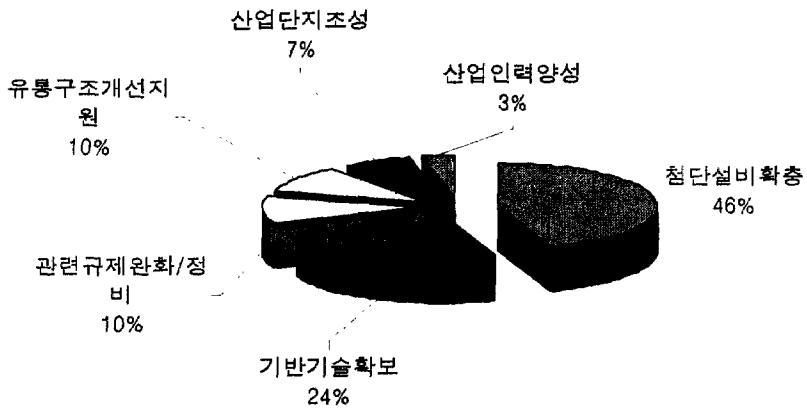 산업단지조성
7%
산업인력양성
3%
유통구조개선지
원
10%
첨단설비확충
46%
관련규제완화/정
비
10%
기반기술확보
24%